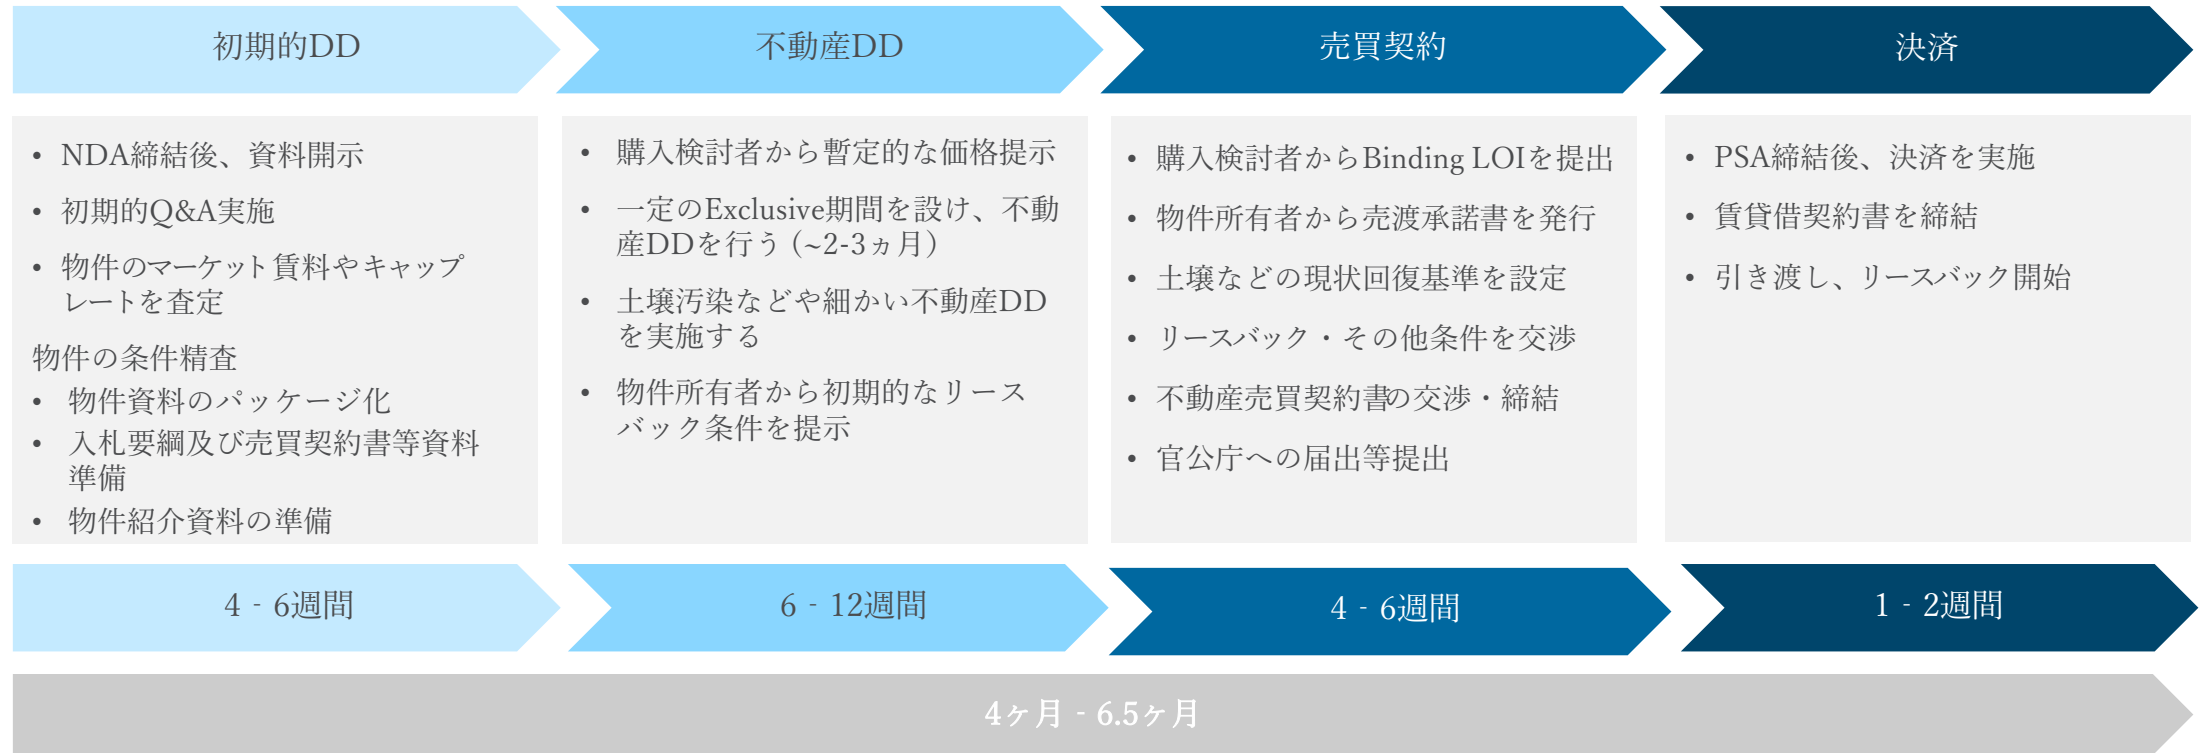 初期的DD
不動産DD
売買契約
決済
• NDA締結後、資料開示
• 初期的Q&A実施
• 物件のマーケット賃料やキャップ
レートを査定
物件の条件精査
• 物件資料のパッケージ化
• 入札要綱及び売買契約書等資料
準備
• 物件紹介資料の準備
• 購入検討者から暫定的な価格提示
• 一定のExclusive期間を設け、不動
産DDを行う (~2-3ヵ月)
• 土壌汚染などや細かい不動産DD
を実施する
• 物件所有者から初期的なリース
バック条件を提示
• 購入検討者からBinding LOIを提出
• 物件所有者から売渡承諾書を発行
• 土壌などの現状回復基準を設定
• リースバック・その他条件を交渉
• 不動産売買契約書の交渉・締結
• 官公庁への届出等提出
• PSA締結後、決済を実施
• 賃貸借契約書を締結
• 引き渡し、リースバック開始
4 - 6週間
6 - 12週間
4 - 6週間
1 - 2週間
4ヶ月 - 6.5ヶ月